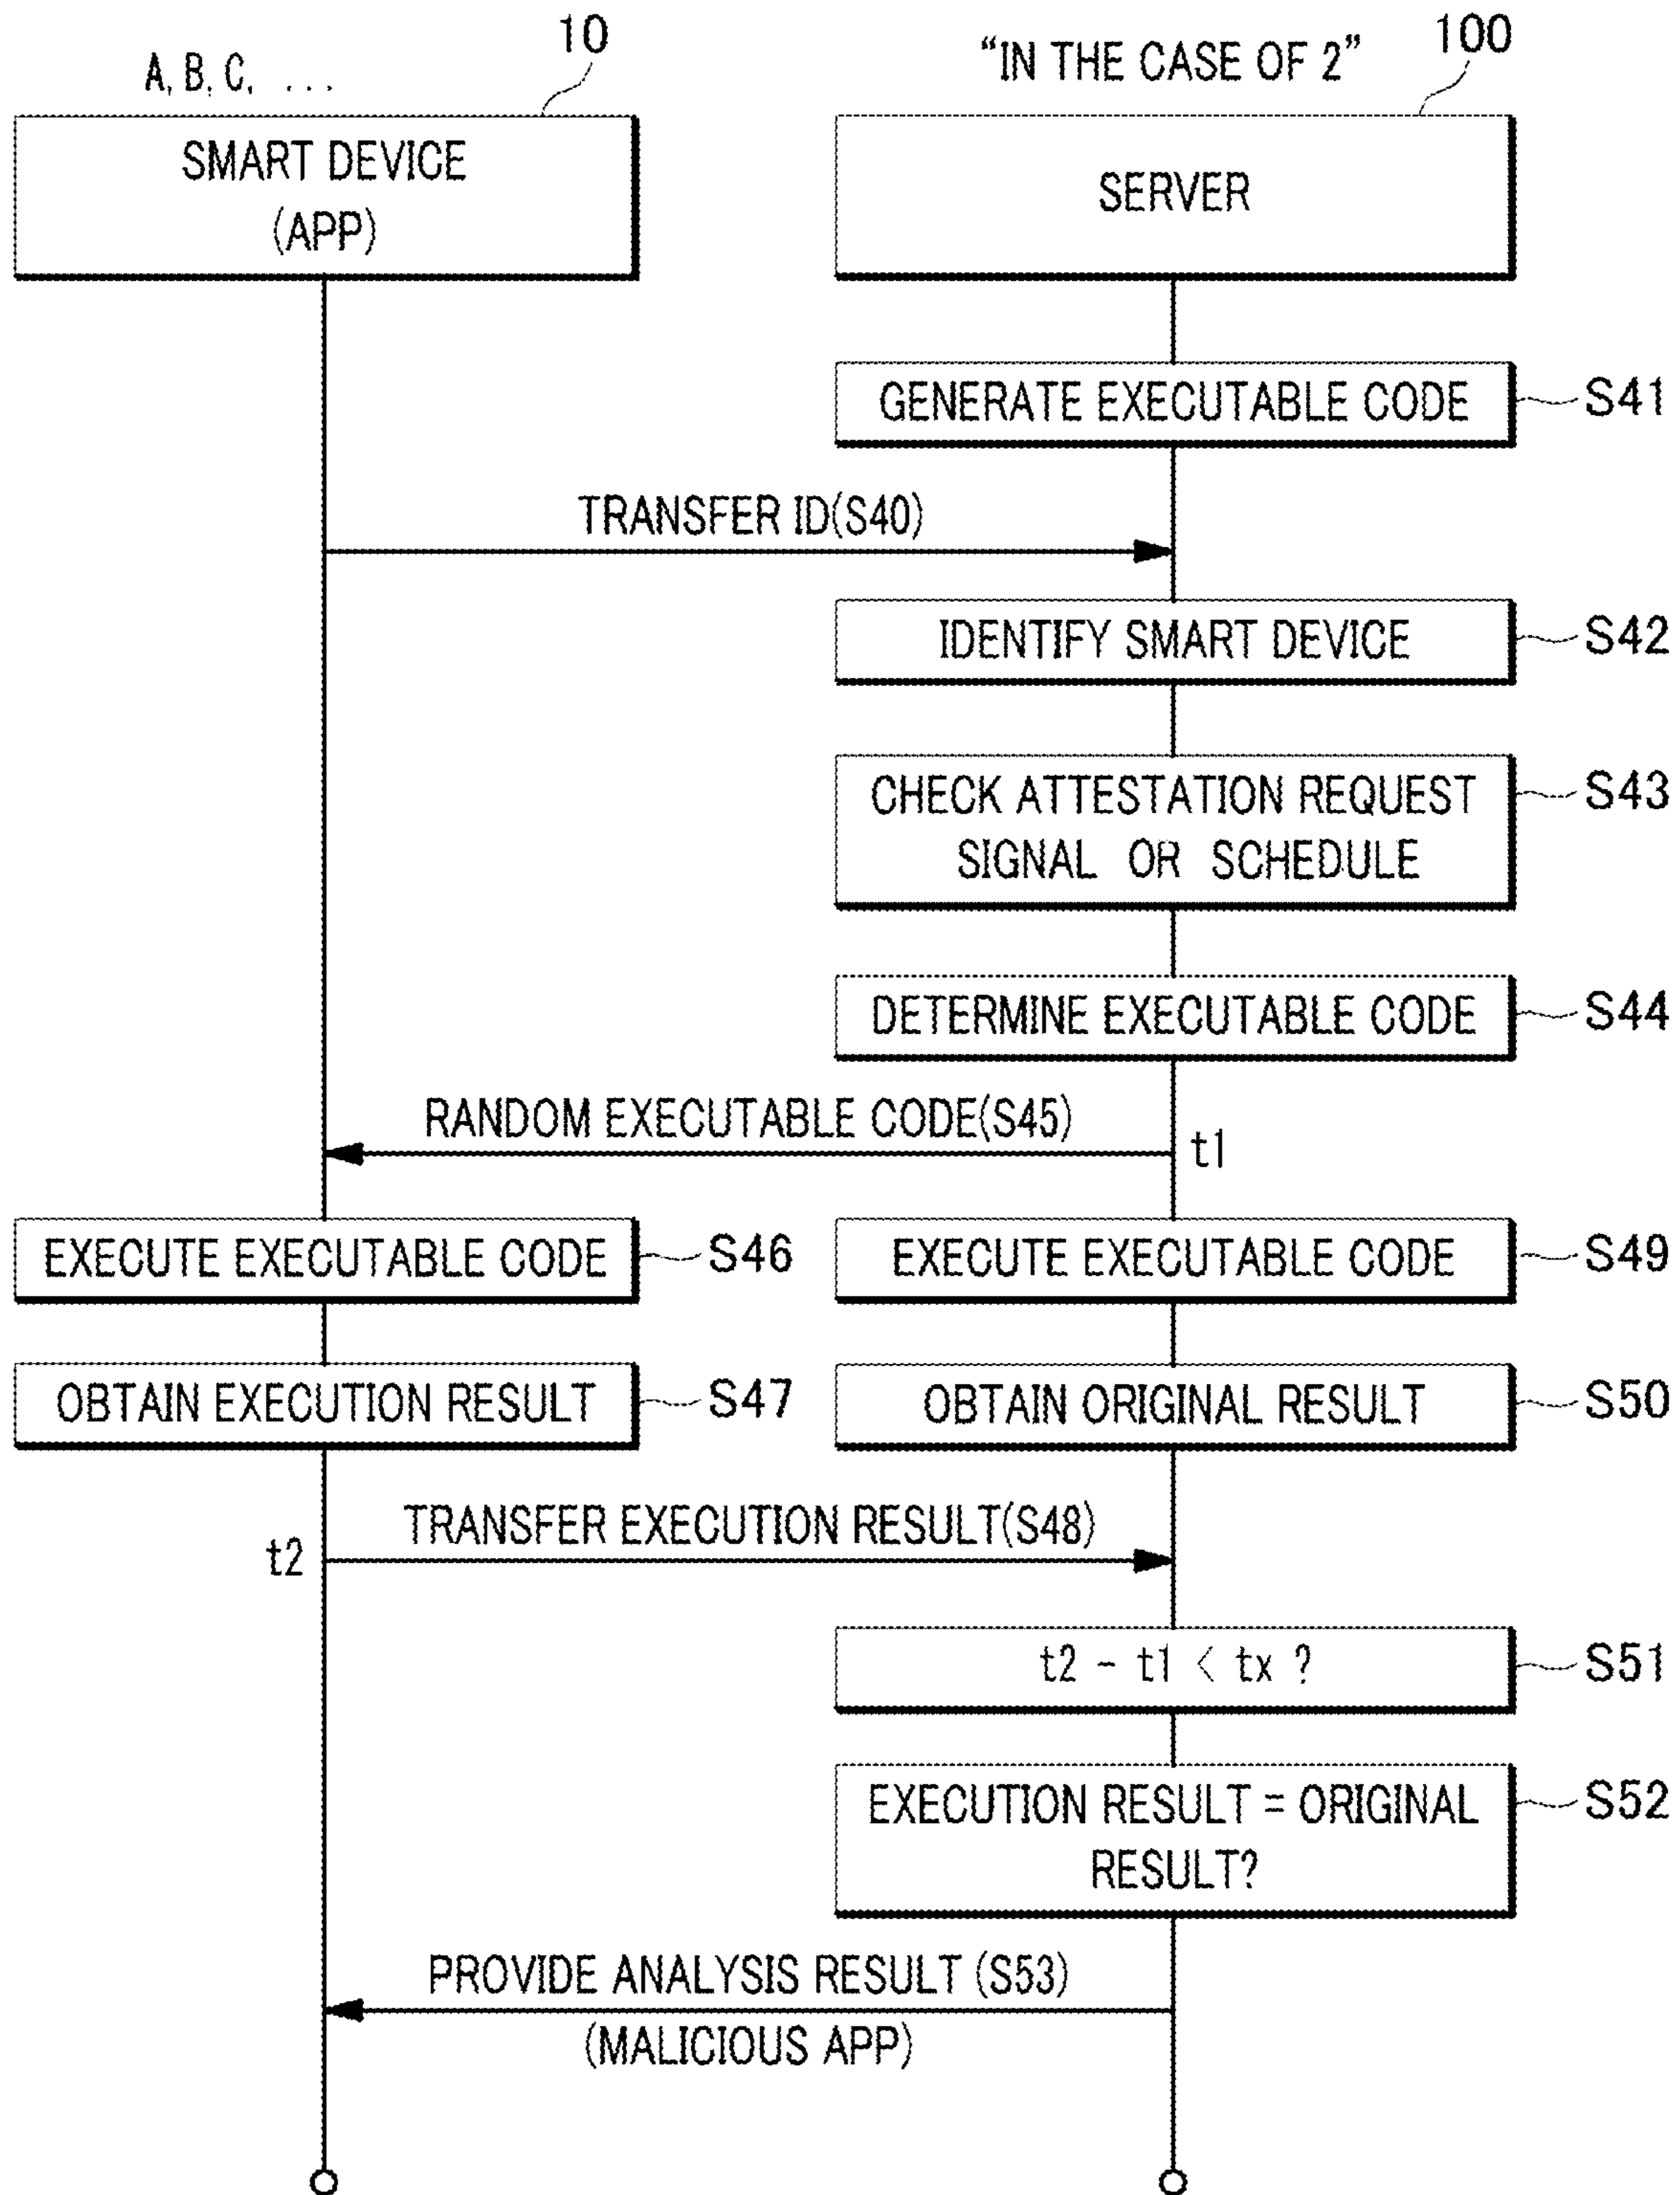 10
A, B, C, ...
"IN THE CASE OF 2"
100
SMART DEVICE
(APP)
SERVER
GENERATE EXECUTABLE CODE
S41
TRANSFER ID(S40)
IDENTIFY SMART DEVICE
S42
CHECK ATTESTATION REQUEST
SIGNAL OR SCHEDULE
S43
DETERMINE EXECUTABLE CODE
S44
RANDOM EXECUTABLE CODE(S45)
t1
EXECUTE EXECUTABLE CODE
S46
EXECUTE EXECUTABLE CODE
S49
OBTAIN EXECUTION RESULT
S47
OBTAIN ORIGINAL RESULT
S50
TRANSFER EXECUTION RESULT(S48)
t2
t2 - t1 < tx ?
S51
EXECUTION RESULT = ORIGINAL
RESULT?
S52
PROVIDE ANALYSIS RESULT (S53)
(MALICIOUS APP)